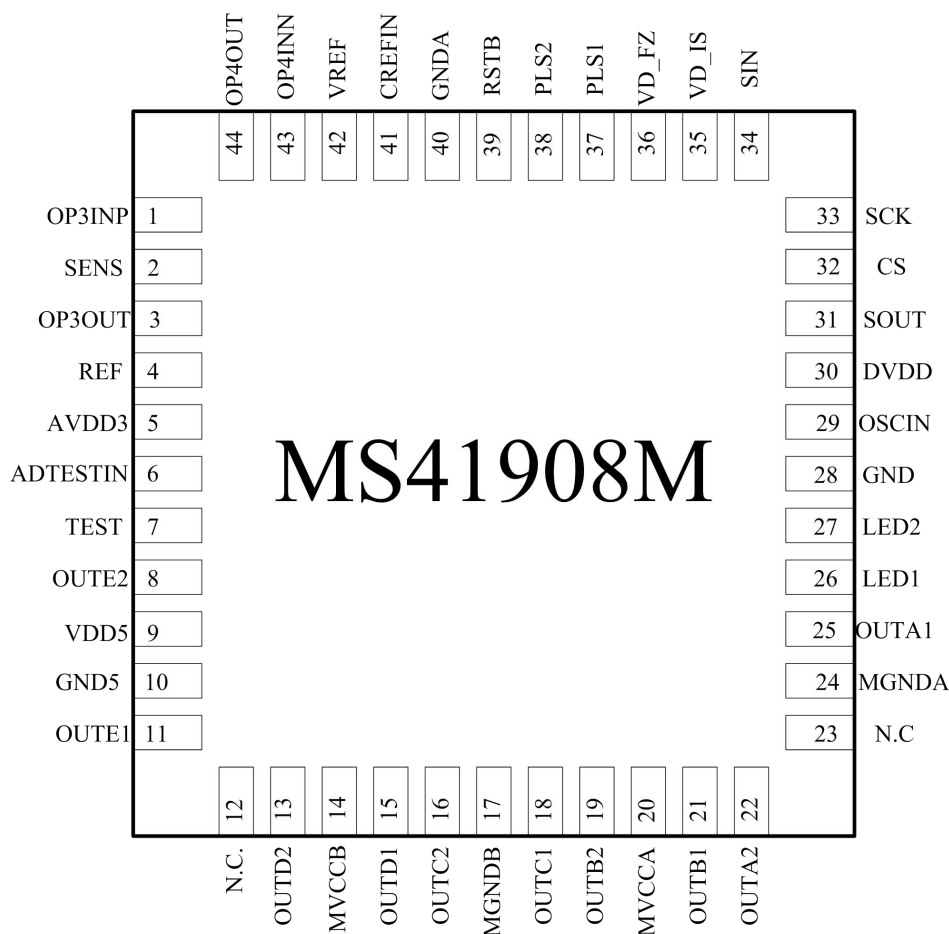 OP4OUT
OP4INN
VREF
CREFIN
GNDA
RSTB
PLS2
PLS1
VD_FZ
VD_IS
SIN
44
43
42
41
40
39
38
37
36
35
34
OP3INP 1
SENS 2
OP3OUT 3
REF 4
AVDD3 5
ADTESTIN 6
TEST 7
OUTE2 8
VDD5 9
GND5 10
OUTE1 11
MS41908M
33 SCK
32 CS
31 SOUT
30 DVDD
29 OSCIN
28 GND
27 LED2
26 LED1
25 OUTA1
24 MGNDA
23 N.C
12
13
14
15
16
17
18
19
20
21
22
N.C.
OUTD2
MVCCB
OUTD1
OUTC2
MGNDB
OUTC1
OUTB2
MVCCA
OUTB1
OUTA2